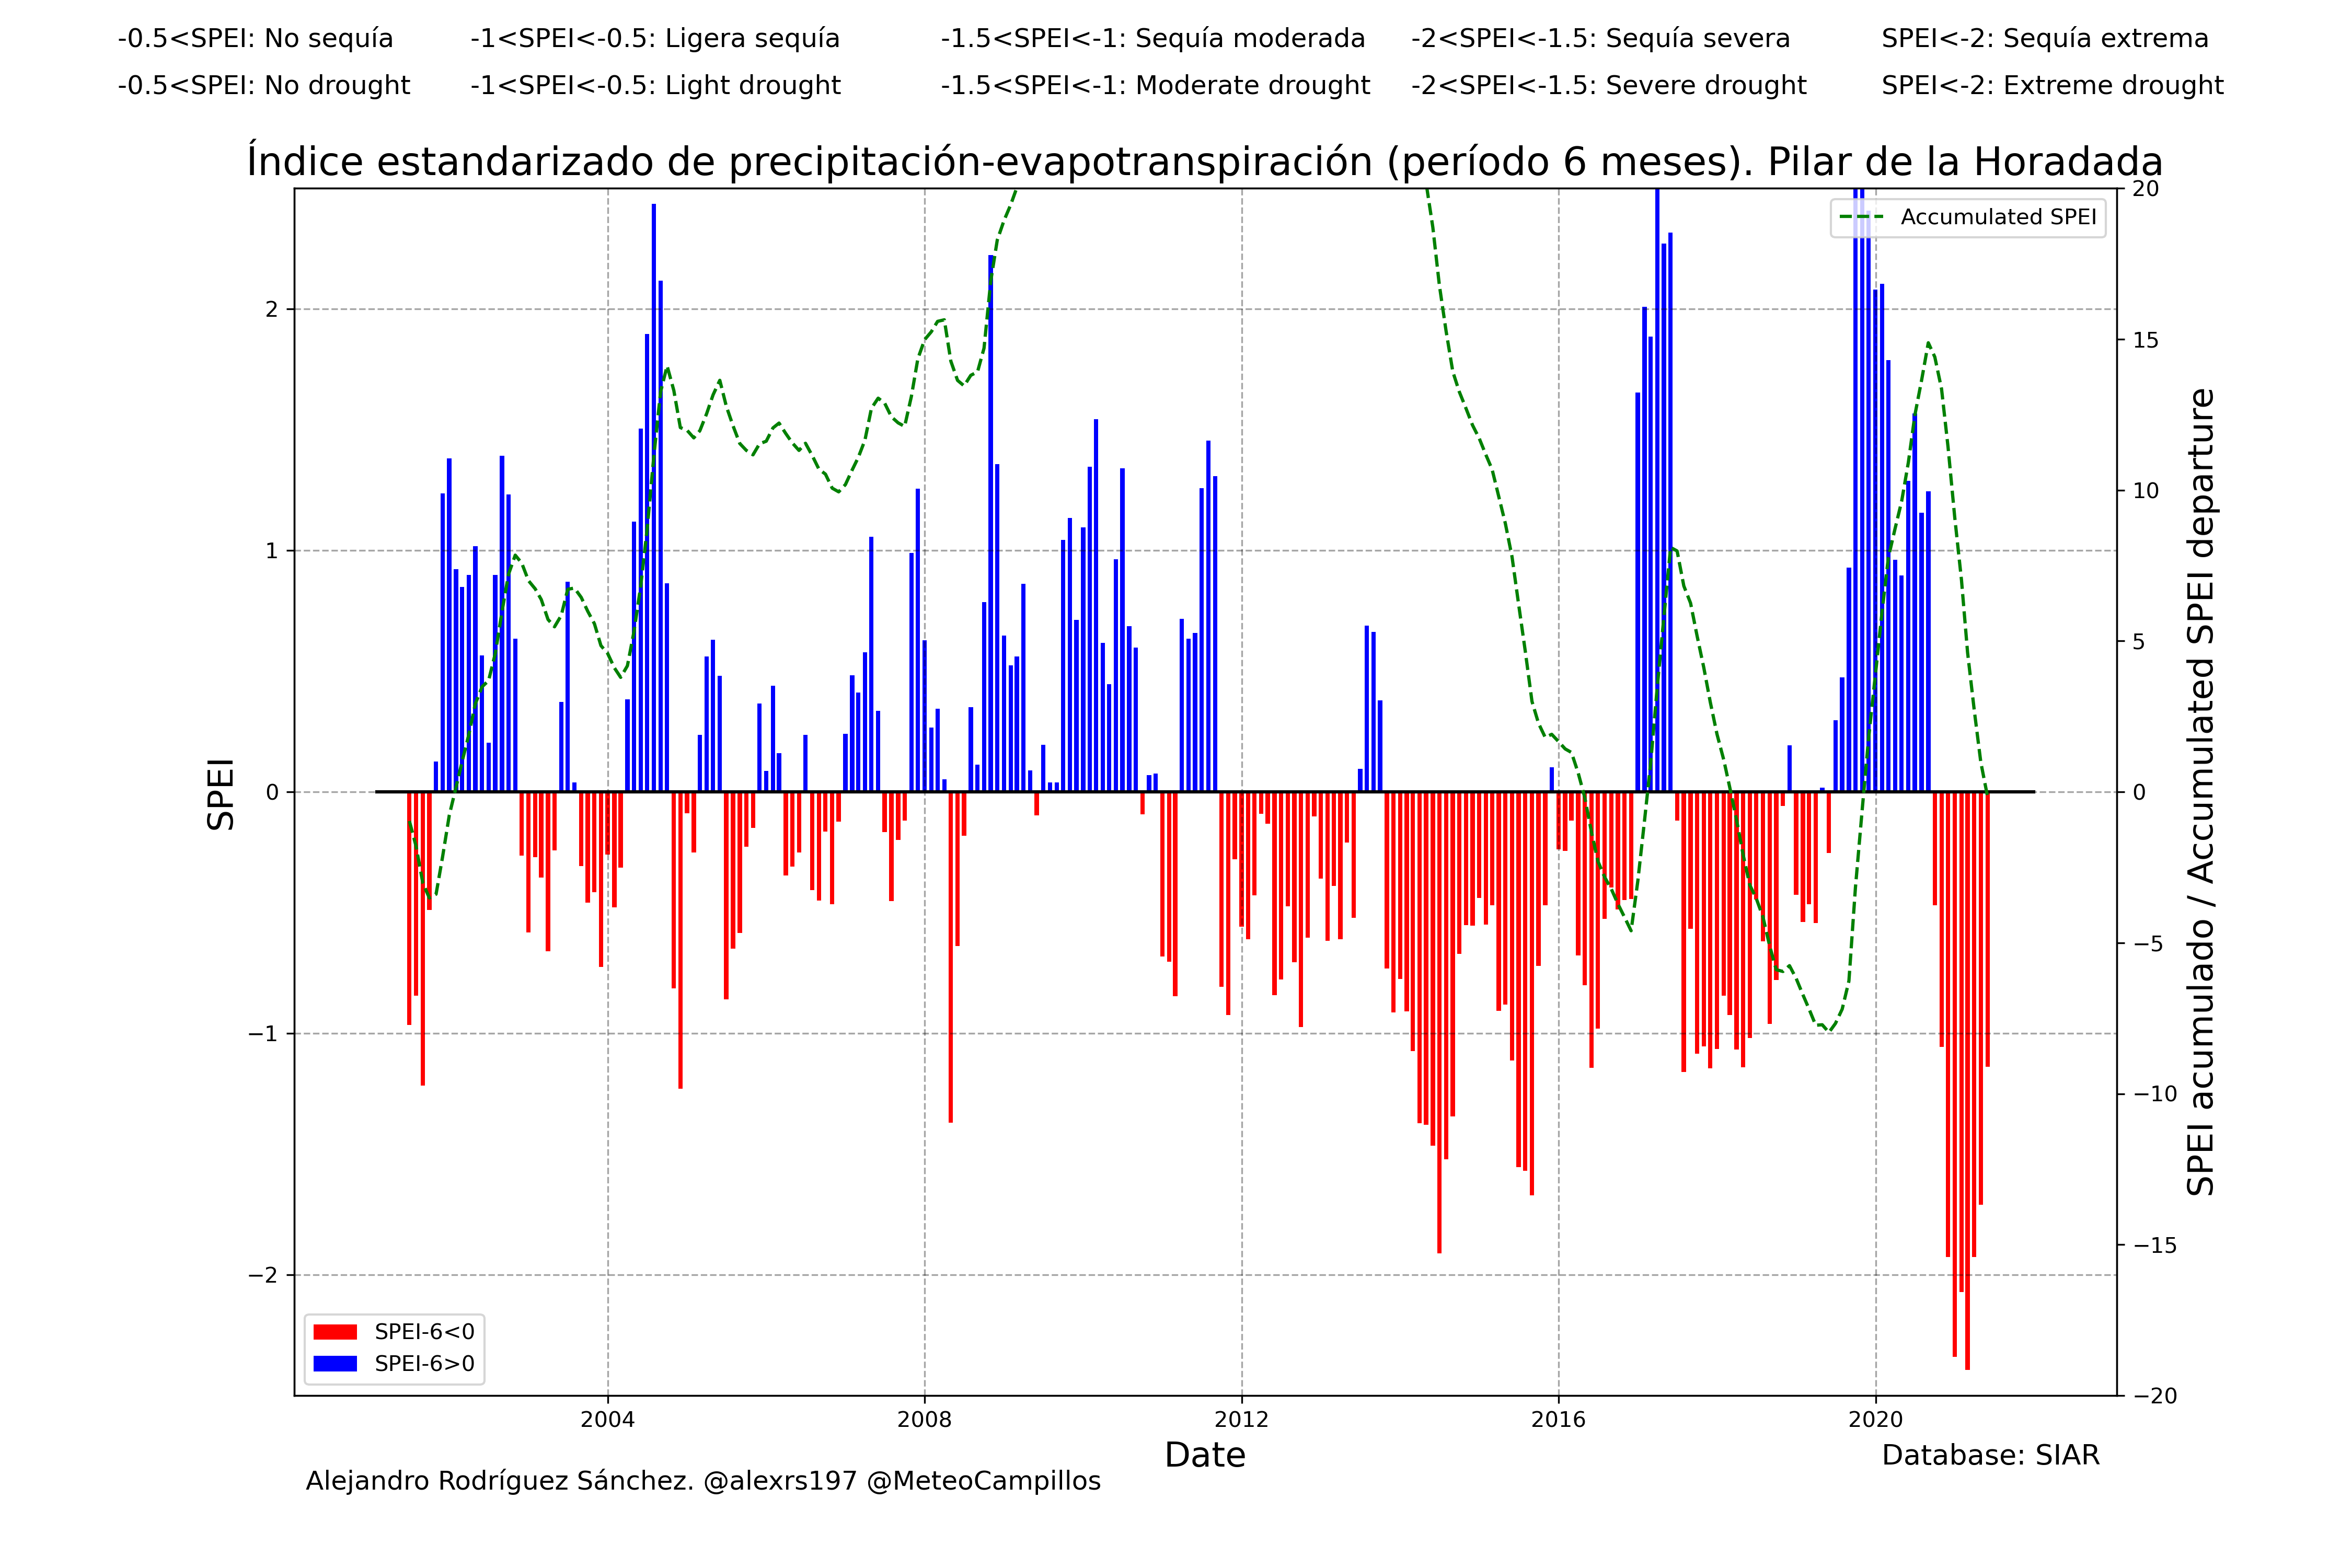 -0.5<SPEI: No sequía -1<SPEI<-0.5: Ligera sequía -1.5<SPEI<-1: Sequía moderada -2<SPEI<-1.5: Sequía severa SPEI<-2: Sequía extrema
-0.5<SPEI: No drought -1<SPEI<-0.5: Light drought -1.5<SPEI<-1: Moderate drought -2<SPEI<-1.5: Severe drought SPEI<-2: Extreme drought
Índice estandarizado de precipitación-evapotranspiración (período 6 meses). Pilar de la Horadada
Accumulated SPEI
SPEI
2
1
0
−1
−2
20
15
10
5
0
−5
−10
−15
−20
SPEI acumulado / Accumulated SPEI departure
SPEI-6<0
SPEI-6>0
2004 2008 2012 2016 2020
Date
Database: SIAR
Alejandro Rodríguez Sánchez. @alexrs197 @MeteoCampillos